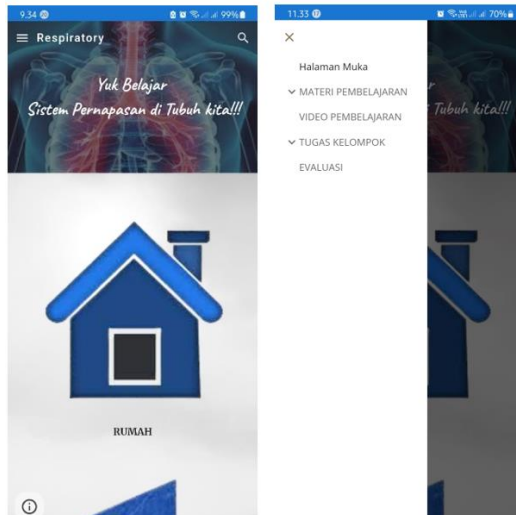 9.34 99%
Respiratory
Yuk Belajar
Sistem Pernapasan di Tubuh kita!!!
RUMAH
11.33 70%
Halaman Muka
MATERI PEMBELAJARAN
VIDEO PEMBELAJARAN
TUGAS KELOMPOK
EVALUASI
r
i Tubuh kita!!!